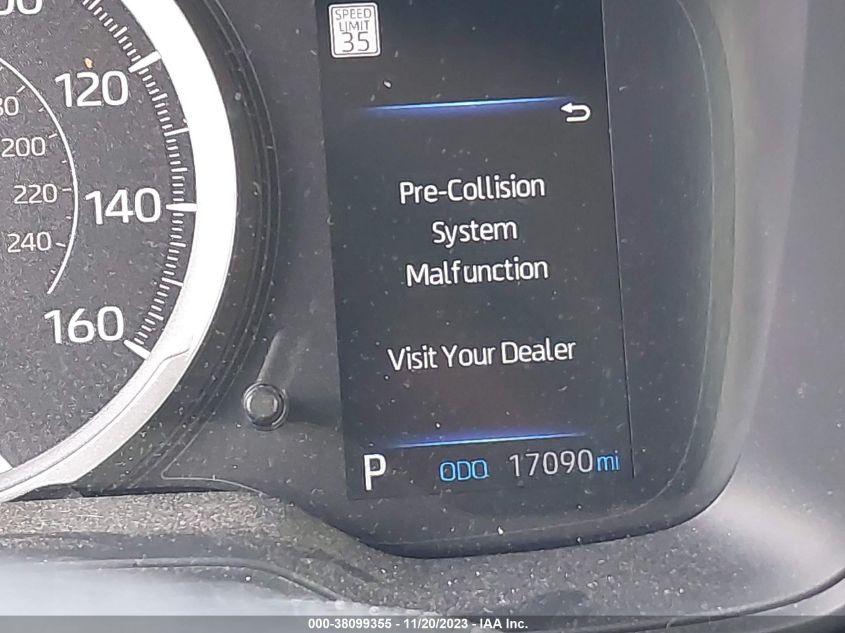 SPEED
LIMIT
35
120
200
220
140
240
160
Pre-Collision
System
Malfunction
Visit Your Dealer
P ODO 17090 mi
000-38099355 - 11/20/2023 - IAA Inc.